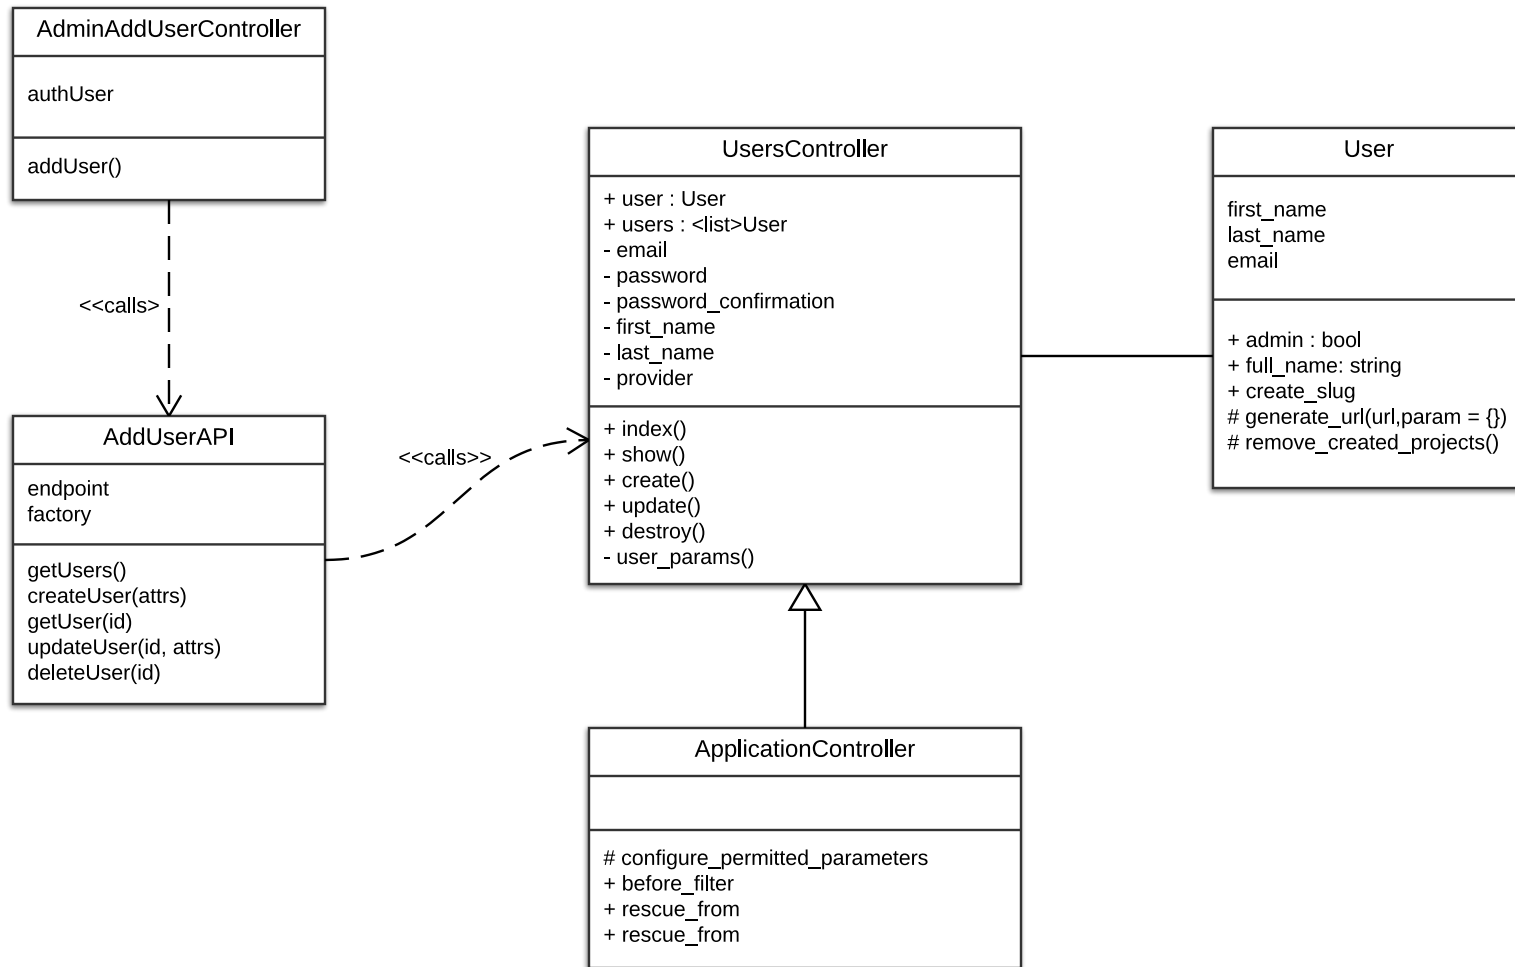 AdminAddUserController
authUser
addUser()
<<calls>
AddUserAPI
endpoint
factory
getUsers()
createUser(attrs)
getUser(id)
updateUser(id, attrs)
deleteUser(id)
<<calls>>
UsersController
+ user : User
+ users : <list>User
- email
- password
- password_confirmation
- first_name
- last_name
- provider
+ index()
+ show()
+ create()
+ update()
+ destroy()
- user_params()
User
first_name
last_name
email
+ admin : bool
+ full_name: string
+ create_slug
# generate_url(url,param = {})
# remove_created_projects()
ApplicationController
# configure_permitted_parameters
+ before_filter
+ rescue_from
+ rescue_from